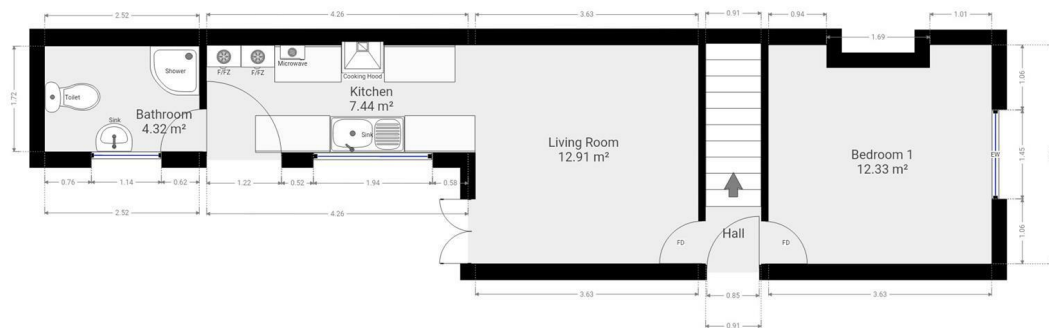 2.52
4.26
3.63
0.91
0.94
1.01
1.69
F/FZ
F/FZ
Microwave
Cooking Hood
Shower
Toilet
Sink
Bathroom
4.32 m²
Kitchen
7.44 m²
Sink
Living Room
12.91 m²
Bedroom 1
12.33 m²
EW
1.72
1.06
1.45
1.06
0.76
1.14
0.62
1.22
0.52
1.94
0.58
2.52
4.26
Hall
FD
FD
3.63
0.85
3.63
0.91